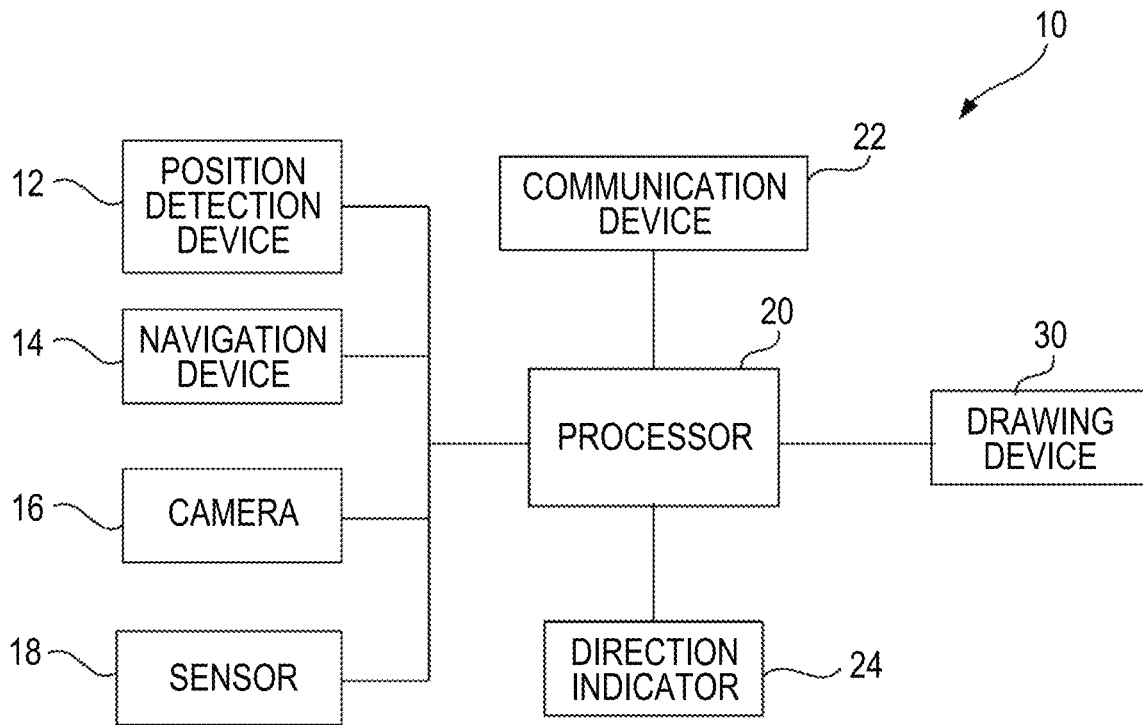 10
12
POSITION
DETECTION
DEVICE
22
COMMUNICATION
DEVICE
14
NAVIGATION
DEVICE
20
PROCESSOR
30
DRAWING
DEVICE
16
CAMERA
18
SENSOR
DIRECTION
INDICATOR
24